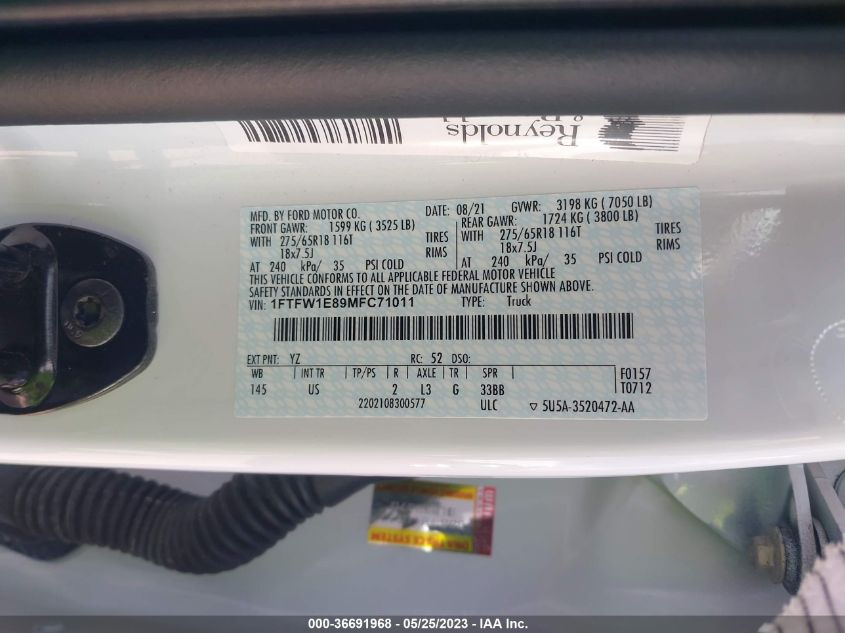 Reynolds
MFD. BY FORD MOTOR CO. DATE: 08/21 GVWR: 3198 KG ( 7050 LB)
FRONT GAWR: 1599 KG ( 3525 LB) REAR GAWR: 1724 KG ( 3800 LB)
WITH 275/65R18 116T TIRES WITH 275/65R18 116T TIRES
18x7.5J RIMS 18x7.5J RIMS
AT 240 kPa/ 35 PSI COLD AT 240 kPa/ 35 PSI COLD
THIS VEHICLE CONFORMS TO ALL APPLICABLE FEDERAL MOTOR VEHICLE
SAFETY STANDARDS IN EFFECT ON THE DATE OF MANUFACTURE SHOWN ABOVE.
VIN: 1FTFW1E89MFC71011 TYPE: Truck
EXT PNT: YZ RC: 52 DSO:
WB INT TR TP/PS R AXLE TR SPR F0157
145 US 2 L3 G 33BB T0712
2202108300577 ULC ▽ 5U5A-3520472-AA
000-36691968 - 05/25/2023 - IAA Inc.